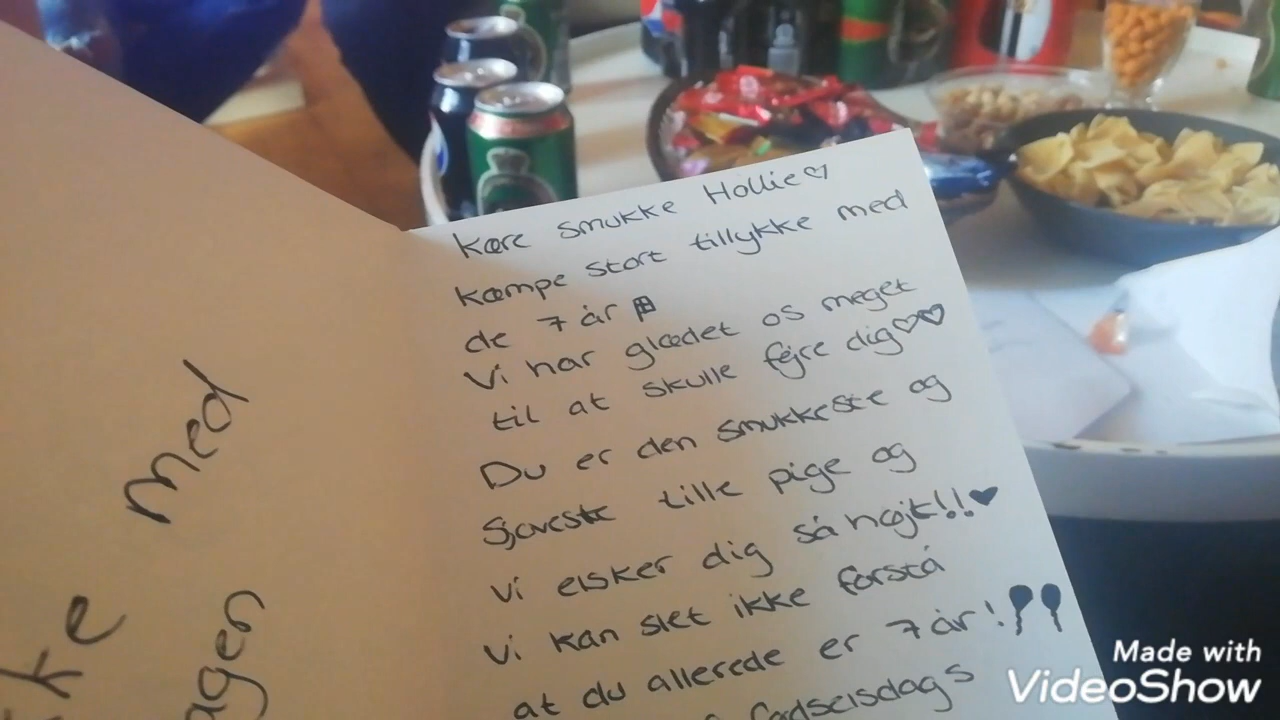 Kære smukke Hollie♡
Kæmpe stort tillykke med
de 7 år
Vi har glædet os meget
til at skulle fejre dig♡♡
Du er den smukkeste og
Sjoveste lille pige og
Vi elsker dig så højt!!♥
Vi kan slet ikke forstå
at du allerede er 7 år!
fødselsdags
med
Made with
VideoShow